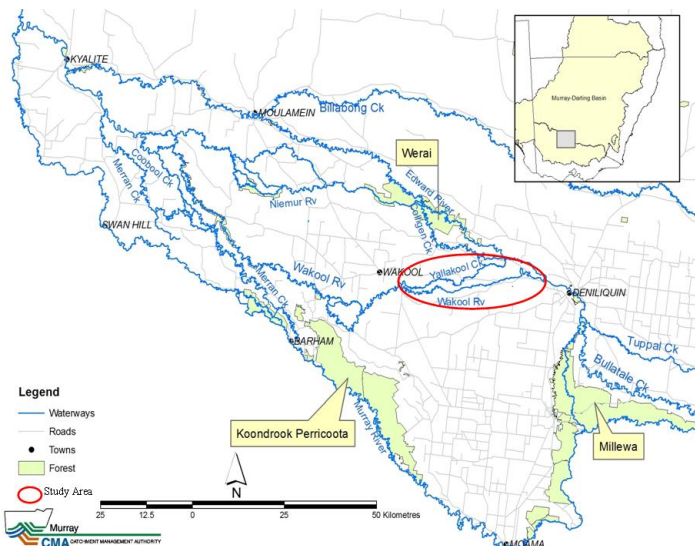 KYALITE
MOULAMEIN
Billabong Ck
Murray-Darling Basin
Werai
Edward River
Colligen Ck
Coobool Ck
Merran Ck
Niemur Rv
SWAN HILL
Wakool Rv
WAKOOL
Yallakool Ck
Wakool Rv
DENILIQUIN
Merran Ck
BARHAM
Tuppal Ck
Bullatale Ck
Koondrook Perricoota
Murray River
Millewa
MOAMA
Legend
Waterways
Roads
Towns
Forest
Study Area
N
25 12.5 0 25 50 Kilometres
Murray
CMA CATCHMENT MANAGEMENT AUTHORITY